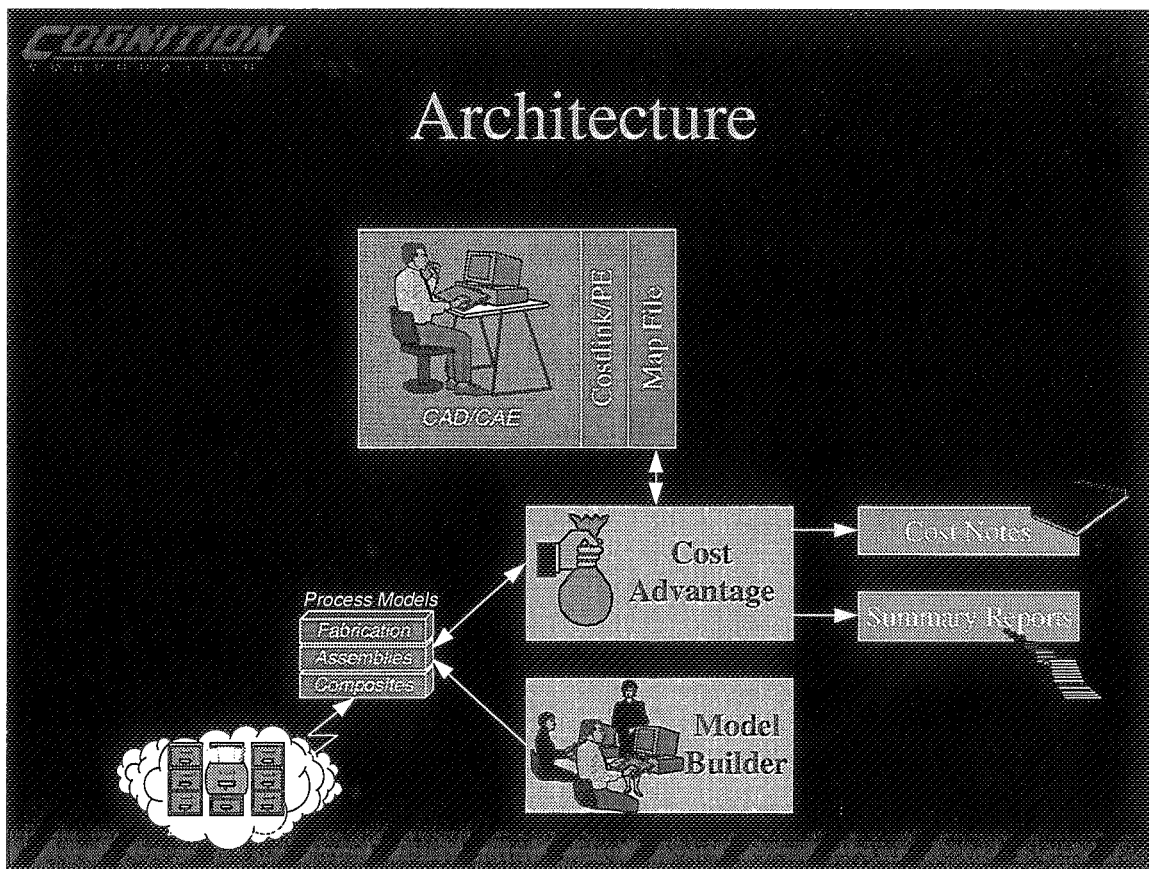 COGNITION
CORPORATION
Architecture
CAD/CAE
Costlink/PE
Map File
Cost
Advantage
Cost Notes
Summary Reports
Process Models
Fabrication
Assemblies
Composites
Model
Builder